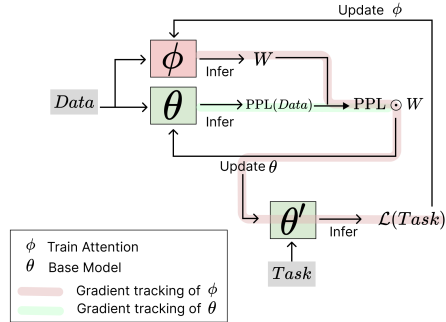 Update ϕ
ϕ
Infer
W
Data
θ
Infer
PPL(Data)
PPL ⊙ W
Update θ
θ′
Infer
ℒ(Task)
Task
ϕ Train Attention
θ Base Model
Gradient tracking of ϕ
Gradient tracking of θ